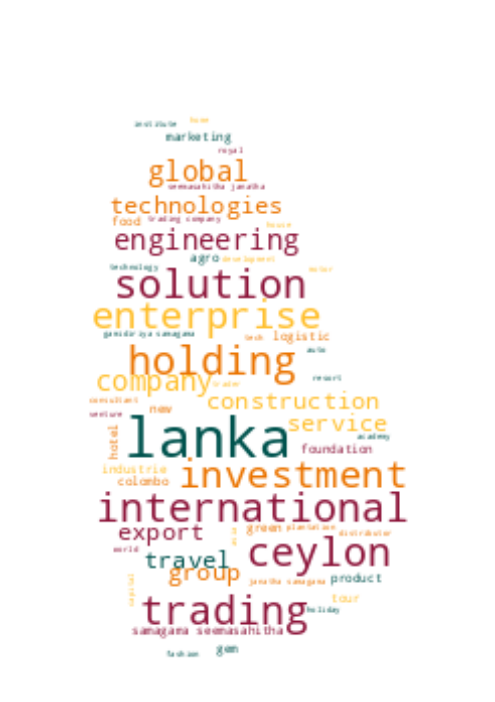 institute home
marketing
royal
global
seemasahitha janatha
technologies
food trading company
house
engineering
agro development
technology motor
solution
enterprise
gamidiriya samagama
tech logistic
holding auto
company trader resort
consultant construction
venture new service
hotel lanka academy
foundation
industrie investment
colombo
international
export green plantation distributor
world asia
travel ceylon
group janatha samagama product
capital tour
trading holiday
samagama seemasahitha
fashion gem